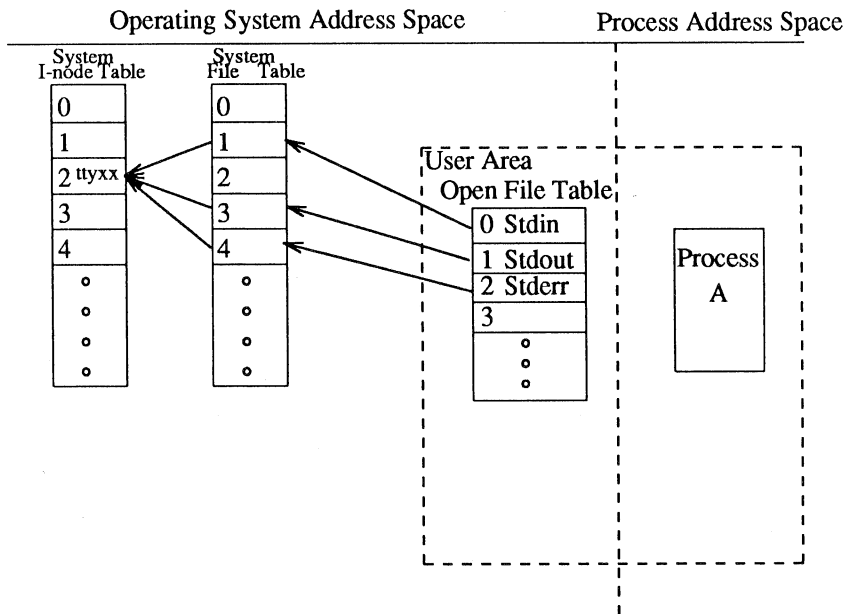 Operating System Address Space
Process Address Space
System
I-node Table
System
File Table
0
1
2 ttyxx
3
4
0
1
2
3
4
User Area
Open File Table
0 Stdin
1 Stdout
2 Stderr
3
Process
A